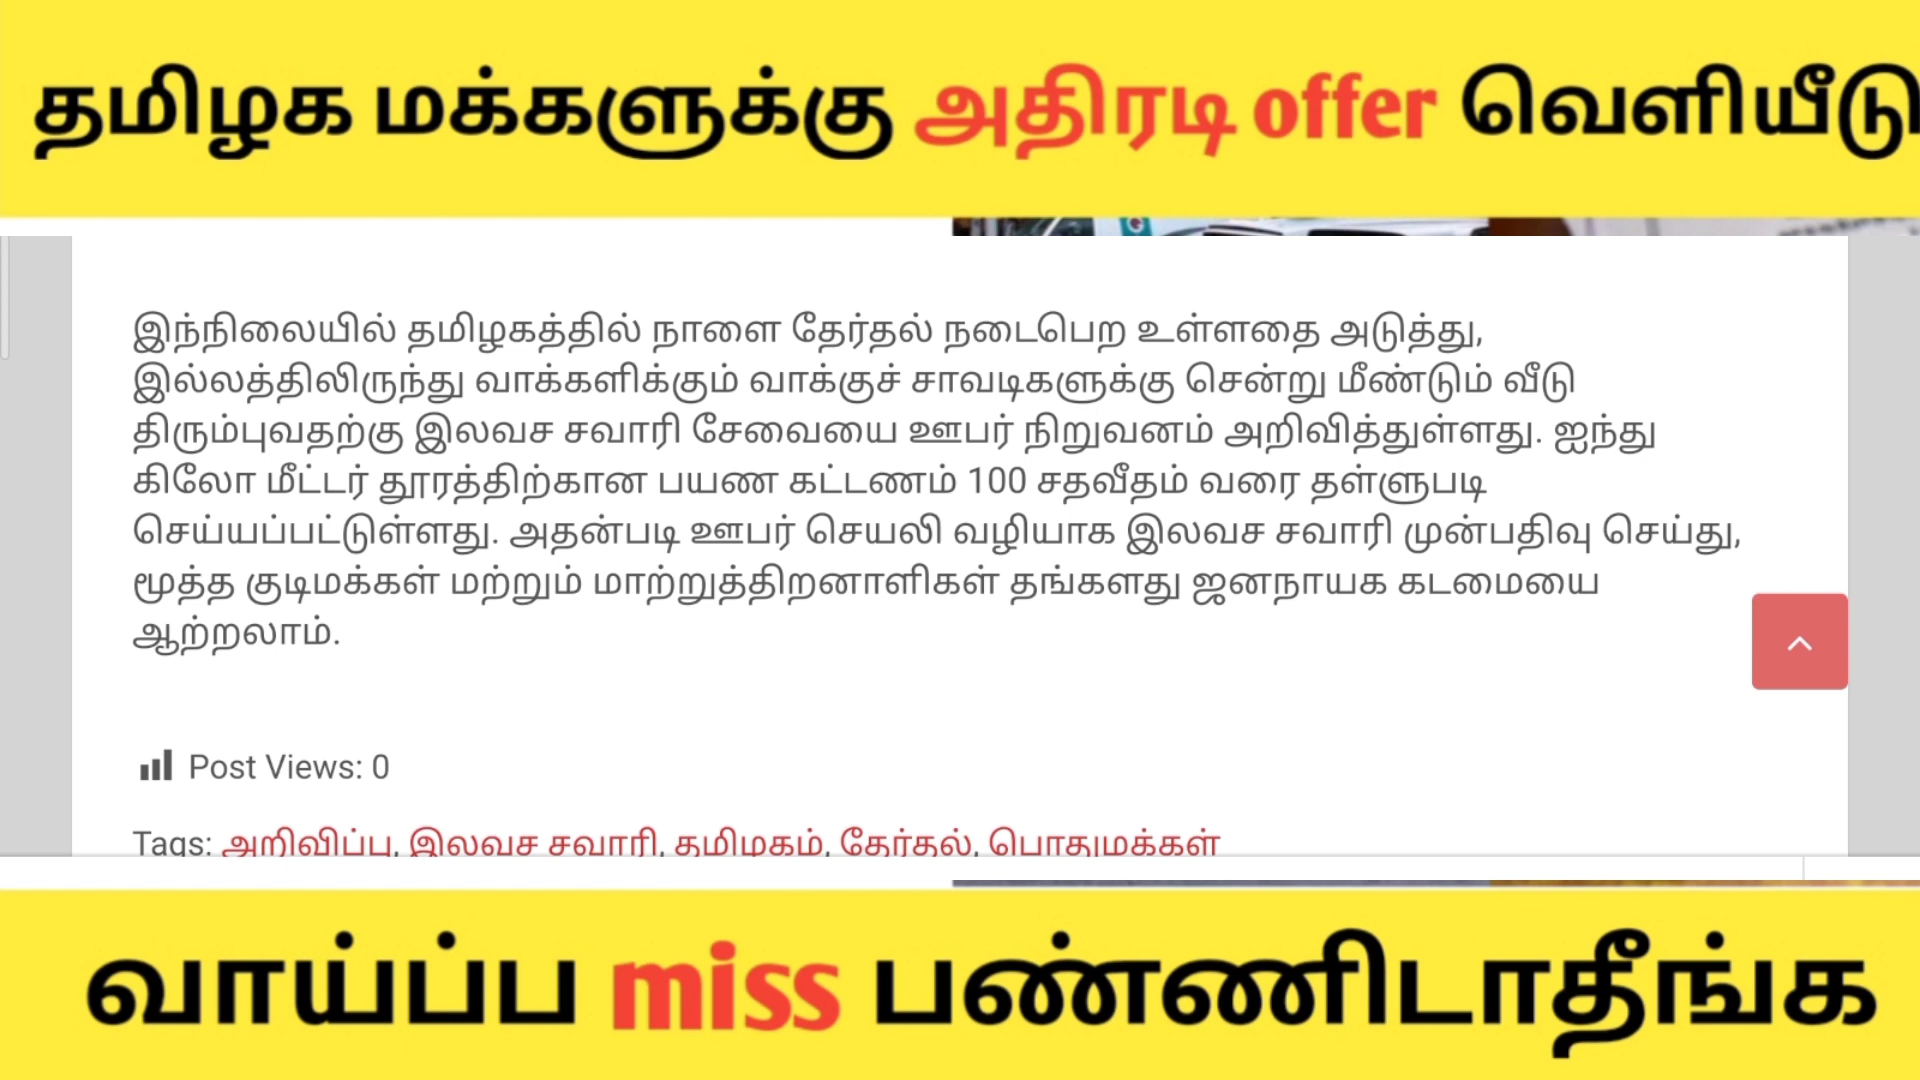 தமிழக மக்களுக்கு அதிரடி offer வெளியீடு
இந்நிலையில் தமிழகத்தில் நாளை தேர்தல் நடைபெற உள்ளதை அடுத்து,
இல்லத்திலிருந்து வாக்களிக்கும் வாக்குச் சாவடிகளுக்கு சென்று மீண்டும் வீடு
திரும்புவதற்கு இலவச சவாரி சேவையை ஊபர் நிறுவனம் அறிவித்துள்ளது. ஐந்து
கிலோ மீட்டர் தூரத்திற்கான பயண கட்டணம் 100 சதவீதம் வரை தள்ளுபடி
செய்யப்பட்டுள்ளது. அதன்படி ஊபர் செயலி வழியாக இலவச சவாரி முன்பதிவு செய்து,
மூத்த குடிமக்கள் மற்றும் மாற்றுத்திறனாளிகள் தங்களது ஜனநாயக கடமையை
ஆற்றலாம்.
Post Views: 0
Tags: அறிவிப்பு, இலவச சவாரி, தமிழகம், தேர்தல், பொதுமக்கள்
வாய்ப்ப miss பண்ணிடாதீங்க